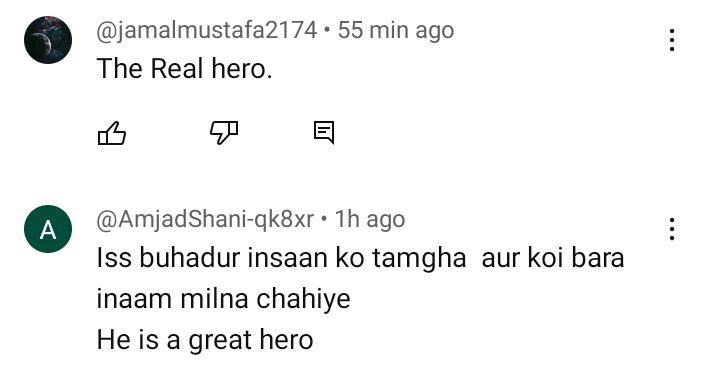 @jamalmustafa2174 • 55 min ago
The Real hero.
A
@AmjadShani-qk8xr • 1h ago
Iss buhadur insaan ko tamgha  aur koi bara
inaam milna chahiye
He is a great hero